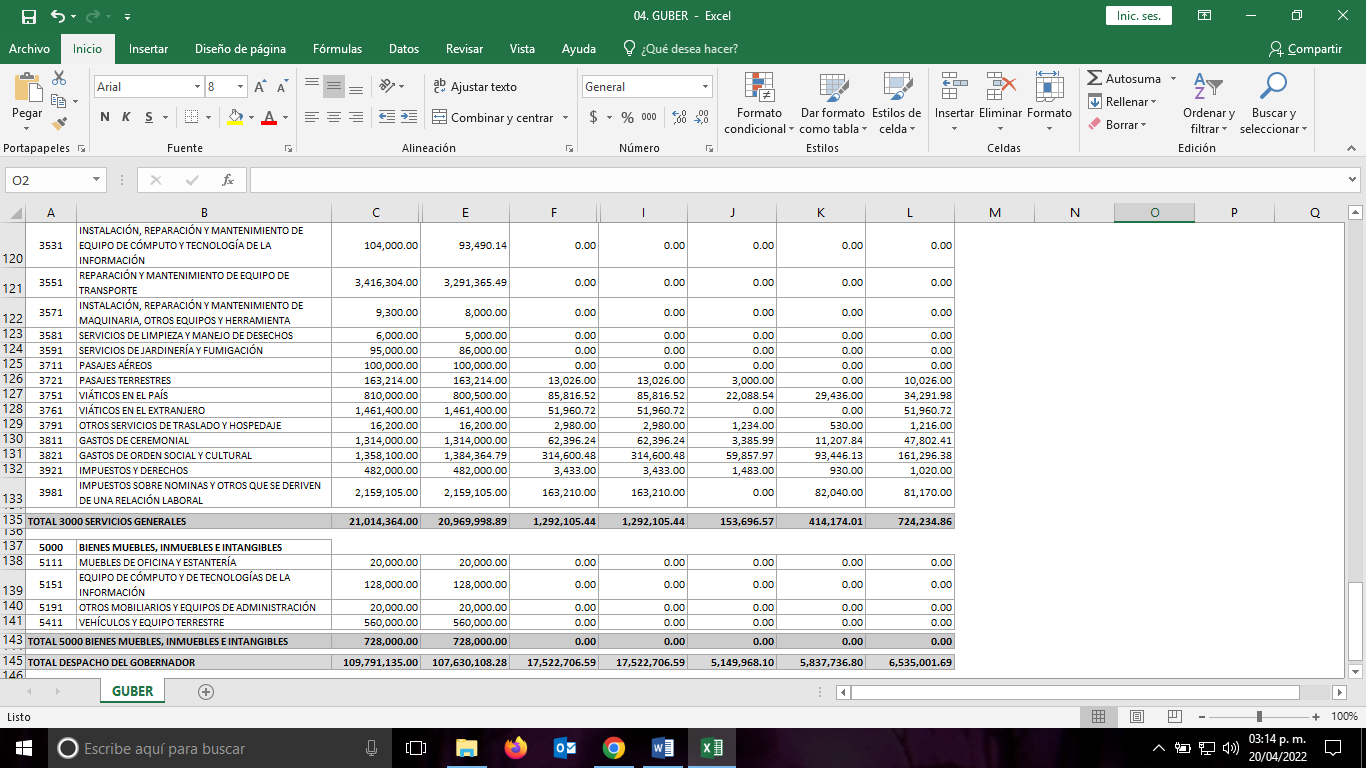 04. GUBER - Excel
Inic. ses.
Archivo Inicio Insertar Diseño de página Fórmulas Datos Revisar Vista Ayuda ¿Qué desea hacer? Compartir
Pegar
Arial 8
N K S
Ajustar texto
Combinar y centrar
General
$ % 000
Formato condicional
Dar formato como tabla
Estilos de celda
Insertar Eliminar Formato
Autosuma
Rellenar
Borrar
Ordenar y filtrar
Buscar y seleccionar
Portapapeles Fuente Alineación Número Estilos Celdas Edición
O2 fx
A B C E F I J K L M N O P Q
120 3531 INSTALACIÓN, REPARACIÓN Y MANTENIMIENTO DE
EQUIPO DE CÓMPUTO Y TECNOLOGÍA DE LA
INFORMACIÓN 104,000.00 93,490.14 0.00 0.00 0.00 0.00 0.00
121 3551 REPARACIÓN Y MANTENIMIENTO DE EQUIPO DE
TRANSPORTE 3,416,304.00 3,291,365.49 0.00 0.00 0.00 0.00 0.00
122 3571 INSTALACIÓN, REPARACIÓN Y MANTENIMIENTO DE
MAQUINARIA, OTROS EQUIPOS Y HERRAMIENTA 9,300.00 8,000.00 0.00 0.00 0.00 0.00 0.00
123 3581 SERVICIOS DE LIMPIEZA Y MANEJO DE DESECHOS 6,000.00 5,000.00 0.00 0.00 0.00 0.00 0.00
124 3591 SERVICIOS DE JARDINERÍA Y FUMIGACIÓN 95,000.00 86,000.00 0.00 0.00 0.00 0.00 0.00
125 3711 PASAJES AÉREOS 100,000.00 100,000.00 0.00 0.00 0.00 0.00 0.00
126 3721 PASAJES TERRESTRES 163,214.00 163,214.00 13,026.00 13,026.00 3,000.00 0.00 10,026.00
127 3751 VIÁTICOS EN EL PAÍS 810,000.00 800,500.00 85,816.52 85,816.52 22,088.54 29,436.00 34,291.98
128 3761 VIÁTICOS EN EL EXTRANJERO 1,461,400.00 1,461,400.00 51,960.72 51,960.72 0.00 0.00 51,960.72
129 3791 OTROS SERVICIOS DE TRASLADO Y HOSPEDAJE 16,200.00 16,200.00 2,980.00 2,980.00 1,234.00 530.00 1,216.00
130 3811 GASTOS DE CEREMONIAL 1,314,000.00 1,314,000.00 62,396.24 62,396.24 3,385.99 11,207.84 47,802.41
131 3821 GASTOS DE ORDEN SOCIAL Y CULTURAL 1,358,100.00 1,384,364.79 314,600.48 314,600.48 59,857.97 93,446.13 161,296.38
132 3921 IMPUESTOS Y DERECHOS 482,000.00 482,000.00 3,433.00 3,433.00 1,483.00 930.00 1,020.00
133 3981 IMPUESTOS SOBRE NOMINAS Y OTROS QUE SE DERIVEN
DE UNA RELACIÓN LABORAL 2,159,105.00 2,159,105.00 163,210.00 163,210.00 0.00 82,040.00 81,170.00
135 TOTAL 3000 SERVICIOS GENERALES 21,014,364.00 20,969,998.89 1,292,105.44 1,292,105.44 153,696.57 414,174.01 724,234.86
136
137 5000 BIENES MUEBLES, INMUEBLES E INTANGIBLES
138 5111 MUEBLES DE OFICINA Y ESTANTERÍA 20,000.00 20,000.00 0.00 0.00 0.00 0.00 0.00
139 5151 EQUIPO DE CÓMPUTO Y DE TECNOLOGÍAS DE LA
INFORMACIÓN 128,000.00 128,000.00 0.00 0.00 0.00 0.00 0.00
140 5191 OTROS MOBILIARIOS Y EQUIPOS DE ADMINISTRACIÓN 20,000.00 20,000.00 0.00 0.00 0.00 0.00 0.00
141 5411 VEHÍCULOS Y EQUIPO TERRESTRE 560,000.00 560,000.00 0.00 0.00 0.00 0.00 0.00
143 TOTAL 5000 BIENES MUEBLES, INMUEBLES E INTANGIBLES 728,000.00 728,000.00 0.00 0.00 0.00 0.00 0.00
145 TOTAL DESPACHO DEL GOBERNADOR 109,791,135.00 107,630,108.28 17,522,706.59 17,522,706.59 5,149,968.10 5,837,736.80 6,535,001.69
146
GUBER
Listo 100%
Escribe aquí para buscar
03:14 p. m.
20/04/2022